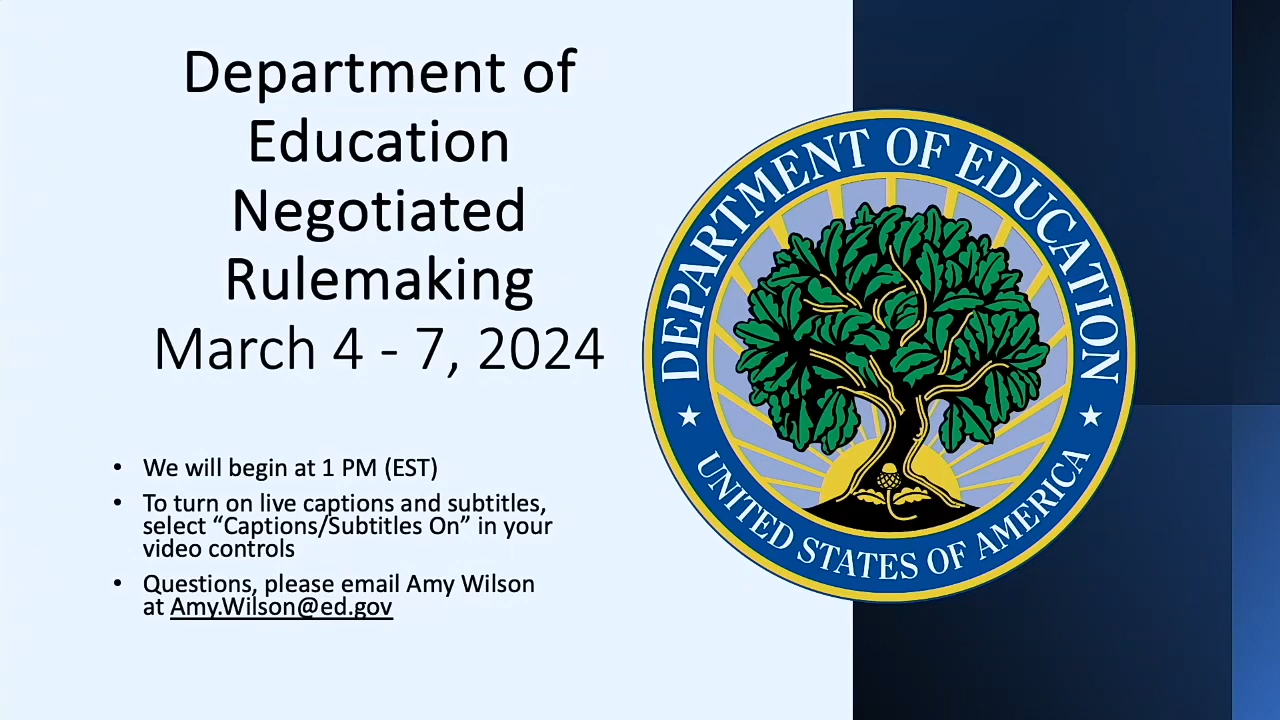 Department of
Education
Negotiated
Rulemaking
March 4 - 7, 2024
• We will begin at 1 PM (EST)
• To turn on live captions and subtitles,
select “Captions/Subtitles On” in your
video controls
• Questions, please email Amy Wilson
at Amy.Wilson@ed.gov
DEPARTMENT OF EDUCATION
UNITED STATES OF AMERICA